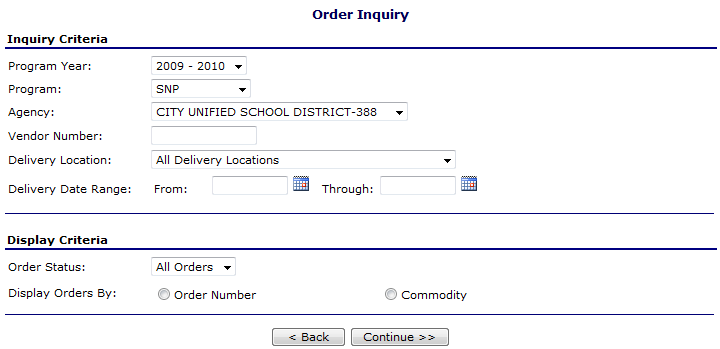 Order Inquiry
Inquiry Criteria
Program Year: 2009 - 2010
Program: SNP
Agency: CITY UNIFIED SCHOOL DISTRICT-388
Vendor Number:
Delivery Location: All Delivery Locations
Delivery Date Range: From: Through:
Display Criteria
Order Status: All Orders
Display Orders By: Order Number Commodity
< Back Continue >>